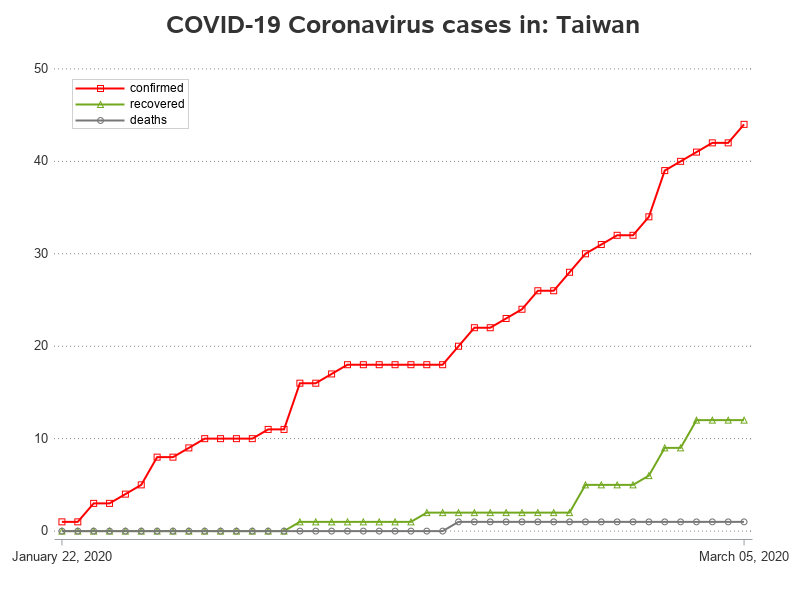 COVID-19 Coronavirus cases in: Taiwan
50
confirmed
recovered
deaths
40
30
20
10
0
January 22, 2020
March 05, 2020